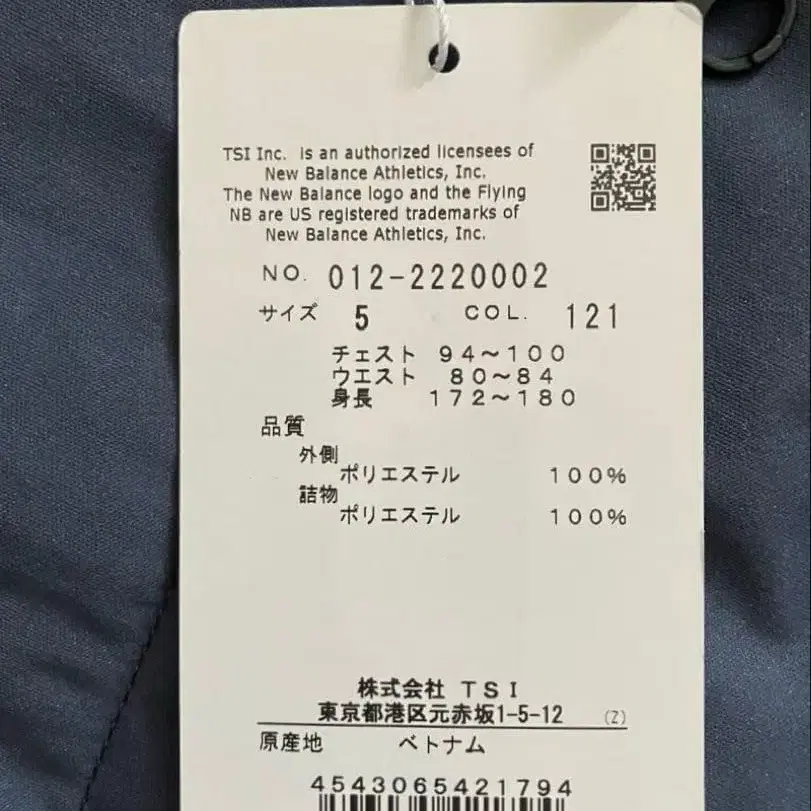 TSI Inc. is an authorized licensees of
New Balance Athletics, Inc.
The New Balance logo and the Flying
NB are US registered trademarks of
New Balance Athletics, Inc.
NO. 012-2220002
サイズ 5 COL. 121
チェスト 94〜100
ウエスト 80〜84
身長 172〜180
品質
外側
ポリエステル 100%
詰物
ポリエステル 100%
株式会社 TSI
東京都港区元赤坂1-5-12 (Z)
原産地 ベトナム
4543065421794